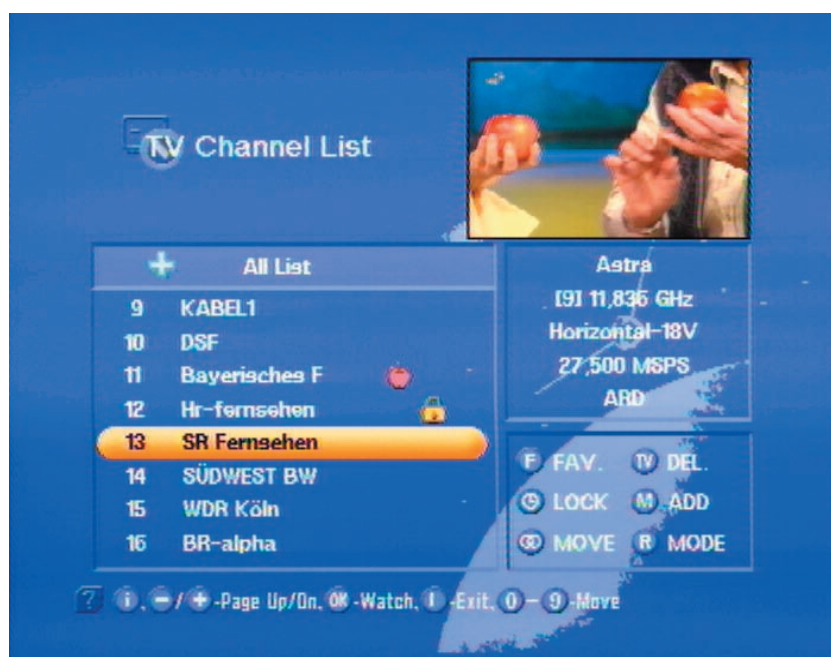 TV Channel List
All List
9 KABEL1
10 DSF
11 Bayerisches F
12 Hr-fernsehen
13 SR Fernsehen
14 SÜDWEST BW
15 WDR Köln
16 BR-alpha
Astra
[9] 11,836 GHz
Horizontal-18V
27,500 MSPS
ARD
F FAV. TV DEL.
LOCK M ADD
MOVE R MODE
? i, - / + -Page Up/Dn, OK -Watch, I -Exit, 0 - 9 -Move